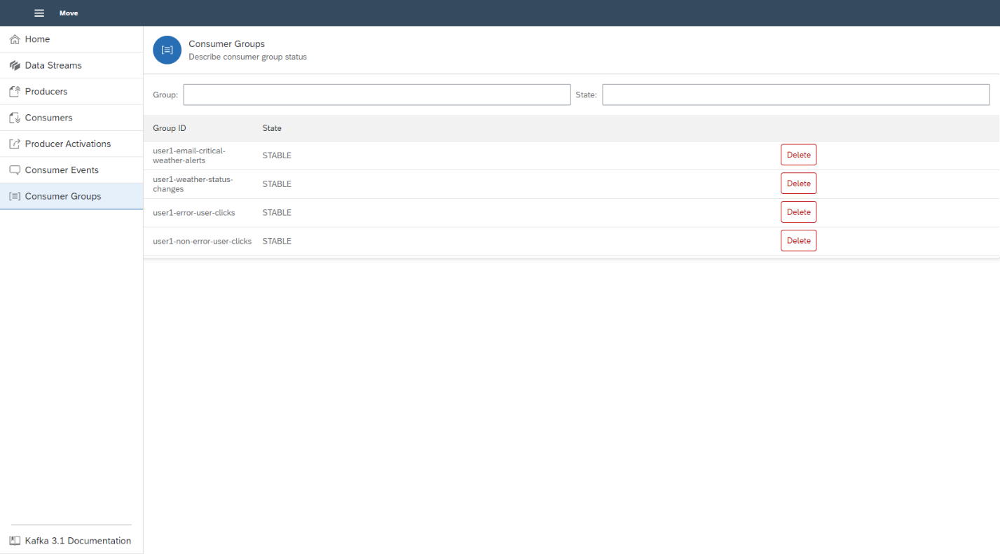 Move
Home
Data Streams
Producers
Consumers
Producer Activations
Consumer Events
Consumer Groups
Kafka 3.1 Documentation
Consumer Groups
Describe consumer group status
Group: State:
Group ID State
user1-email-critical-
weather-alerts STABLE Delete
user1-weather-status-
changes STABLE Delete
user1-error-user-clicks STABLE Delete
user1-non-error-user-clicks STABLE Delete